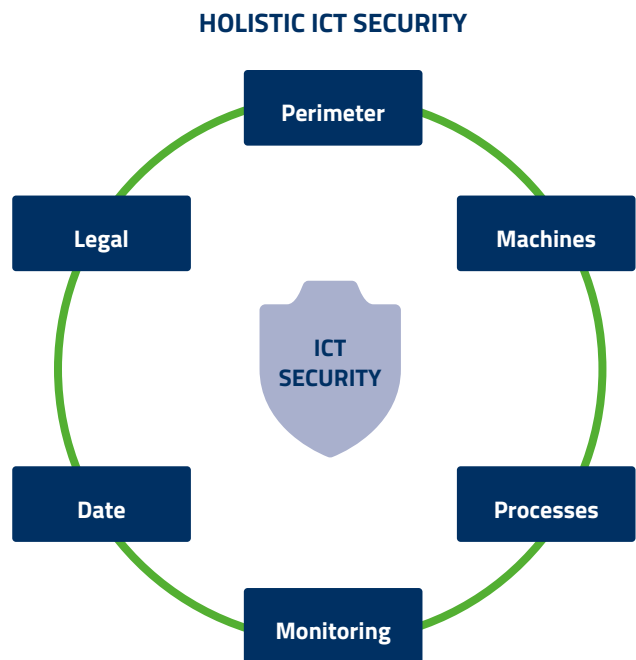 HOLISTIC ICT SECURITY
Perimeter
Legal
Machines
ICT
SECURITY
Date
Processes
Monitoring